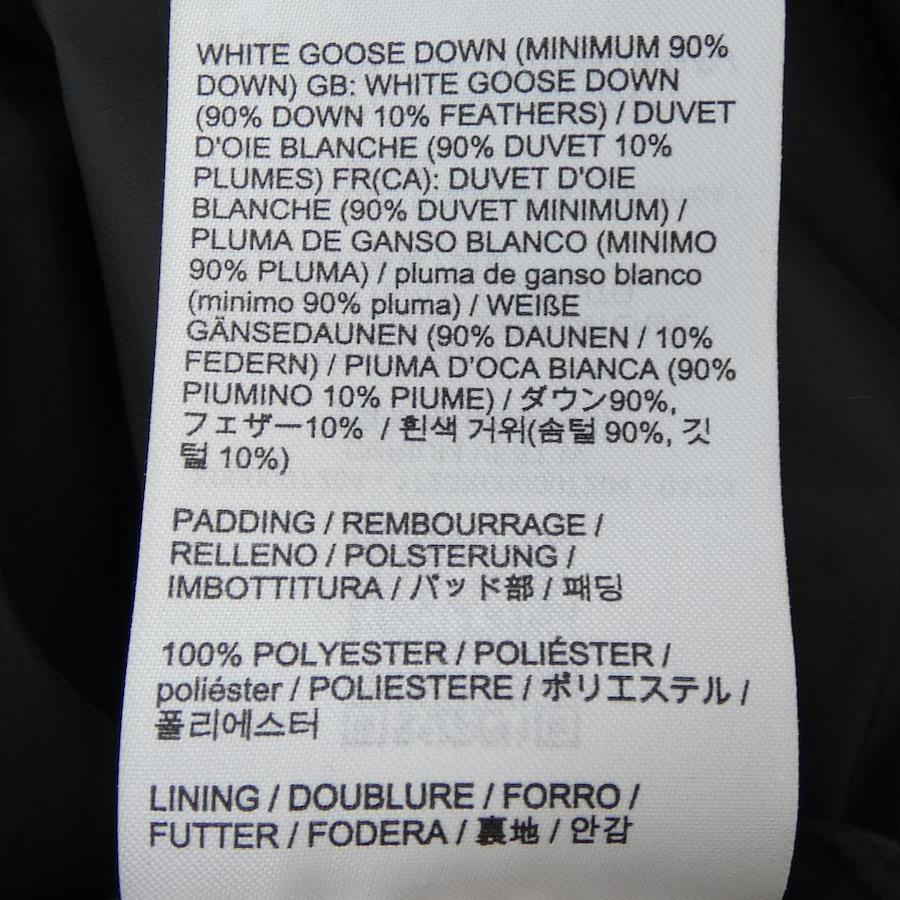 WHITE GOOSE DOWN (MINIMUM 90%
DOWN) GB: WHITE GOOSE DOWN
(90% DOWN 10% FEATHERS) / DUVET
D'OIE BLANCHE (90% DUVET 10%
PLUMES) FR(CA): DUVET D'OIE
BLANCHE (90% DUVET MINIMUM) /
PLUMA DE GANSO BLANCO (MINIMO
90% PLUMA) / pluma de ganso blanco
(minimo 90% pluma) / WEIßE
GÄNSEDAUNEN (90% DAUNEN / 10%
FEDERN) / PIUMA D'OCA BIANCA (90%
PIUMINO 10% PIUME) / ダウン90%,
フェザー10% / 흰색 거위(솜털 90%, 깃
털 10%)
PADDING / REMBOURRAGE /
RELLENO / POLSTERUNG /
IMBOTTITURA / パッド部 / 패딩
100% POLYESTER / POLIÉSTER /
poliéster / POLIESTERE / ポリエステル /
폴리에스터
LINING / DOUBLURE / FORRO /
FUTTER / FODERA / 裏地 / 안감